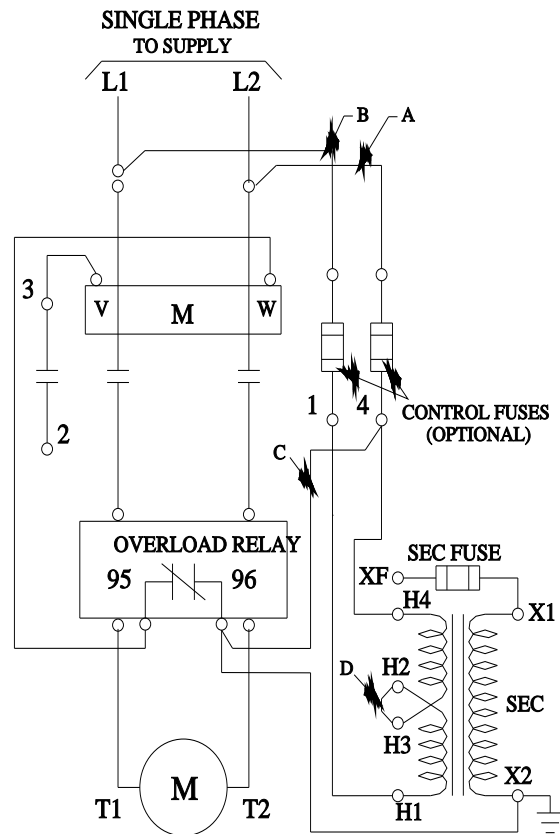 SINGLE PHASE
TO SUPPLY
L1 L2
B A
3
V M W
1 4
CONTROL FUSES
(OPTIONAL)
2
C
OVERLOAD RELAY
95 96
SEC FUSE
XF
H4 X1
D H2
SEC
H3
X2
T1 M T2
H1